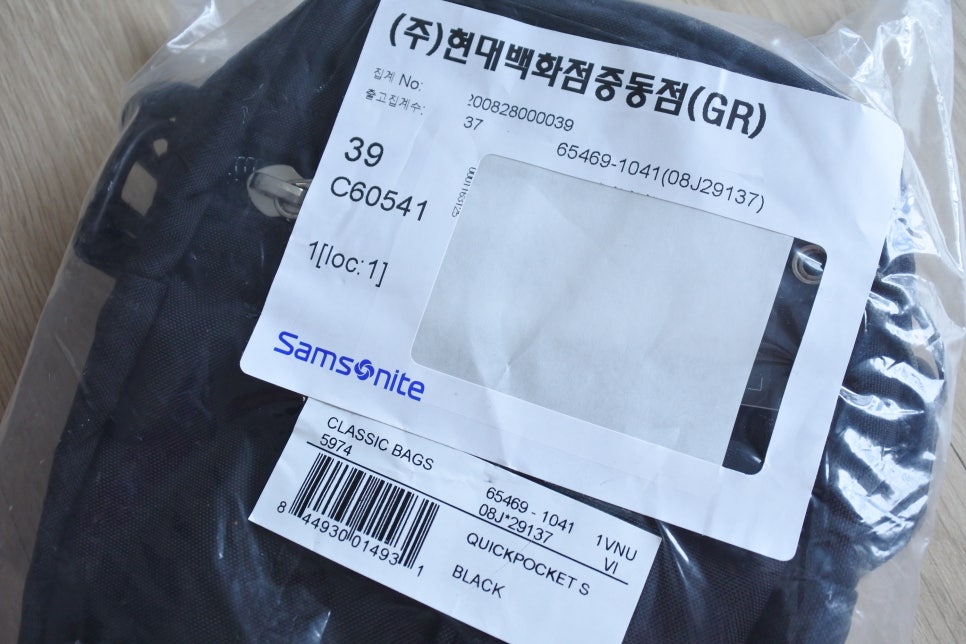 (주)현대백화점중동점(GR)
집계 No: 200828000039
출고집계수: 37
65469-1041(08J29137)
39
C60541
1[loc:1]
Samsonite
CLASSIC BAGS
5974
65469 - 1041 1VNU
08J*29137 VI
QUICKPOCKET S
BLACK
8 44930 01493 1